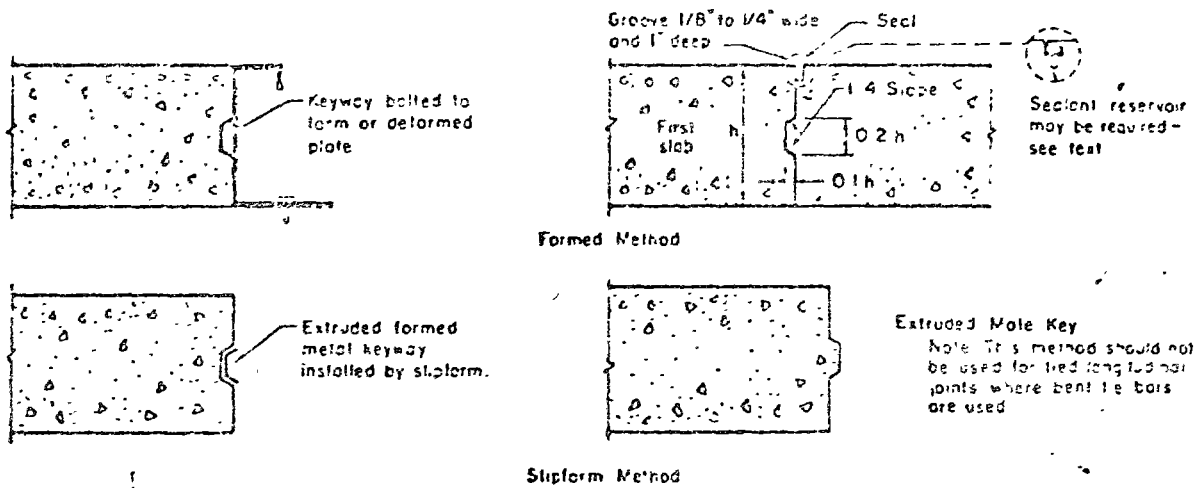 Groove 1/8" to 1/4" wide
and 1" deep
Seal
Keyway bolted to
form or deformed
plate
1:4 Slope
First
slab
h
0.2 h
0.1h
Sealant reservoir
may be required-
see text
Formed Method
Extruded formed
metal keyway
installed by slipform.
Extruded Male Key
Note: This method should not
be used for tied longitudinal
joints where bent tie bars
are used
Slipform Method